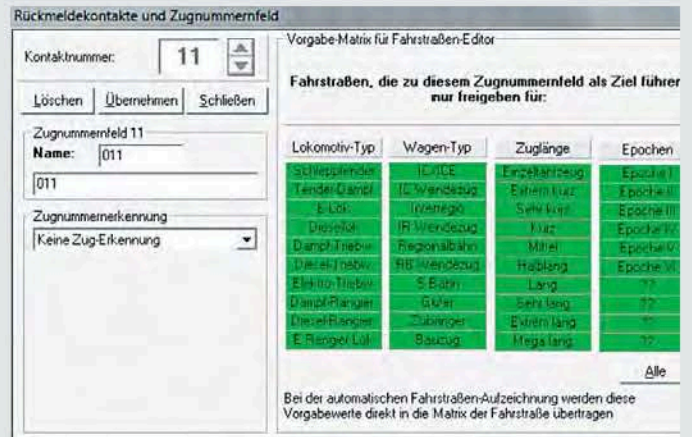 Rückmeldekontakte und Zugnummernfeld
Kontaktnummer: 11
Löschen Übernehmen Schließen
Zugnummernfeld 11
Name: 011
011
Zugnummernerkennung
Keine Zug-Erkennung
Vorgabe-Matrix für Fahrstraßen-Editor
Fahrstraßen, die zu diesem Zugnummernfeld als Ziel führen
nur freigeben für:
Lokomotiv-Typ Wagen-Typ Zuglänge Epochen
Schlepptender IC/ICE Einzelfahrzeug Epoche I
Tender-Dampf IC Wendezug Extrem kurz Epoche II
E-Lok Interregio Sehr kurz Epoche III
Diesellok IR Wendezug Kurz Epoche IV
Dampf-Triebw. Regionalbahn Mittel Epoche V
Diesel-Triebw. RB Wendezug Halblang Epoche VI
Elektro-Triebw. S Bahn Lang ??
Dampf-Rangier Güter Sehr lang ??
Diesel-Rangier Zubringer Extrem lang ??
E Rangier Lok Bauzug Mega lang ??
Alle
Bei der automatischen Fahrstraßen-Aufzeichnung werden diese
Vorgabewerte direkt in die Matrix der Fahrstraße übertragen